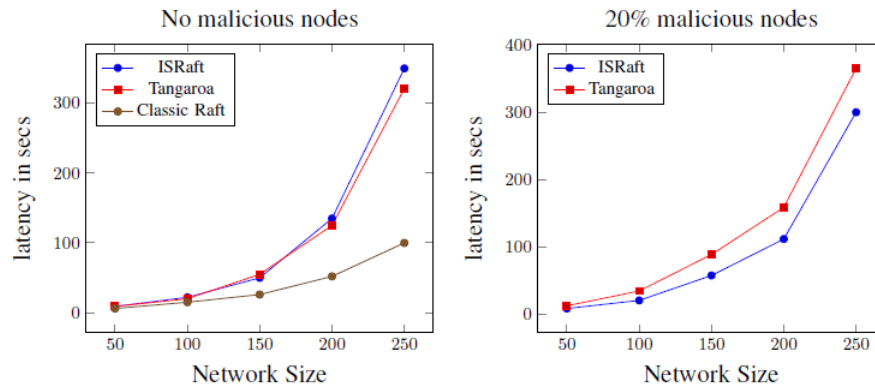 No malicious nodes
ISRaft
Tangaroa
Classic Raft
300
200
100
0
latency in secs
50 100 150 200 250
Network Size
20% malicious nodes
ISRaft
Tangaroa
400
300
200
100
0
latency in secs
50 100 150 200 250
Network Size